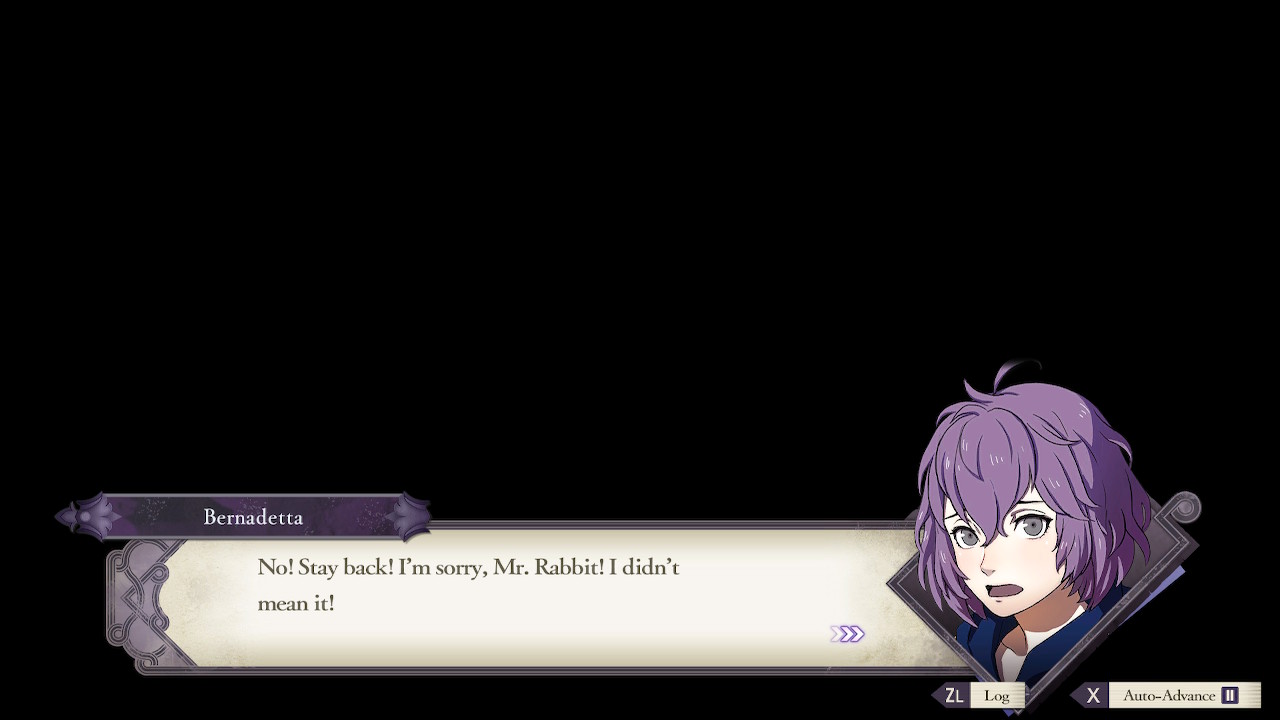 Bernadetta
No! Stay back! I'm sorry, Mr. Rabbit! I didn't
mean it!
ZL Log
X Auto-Advance